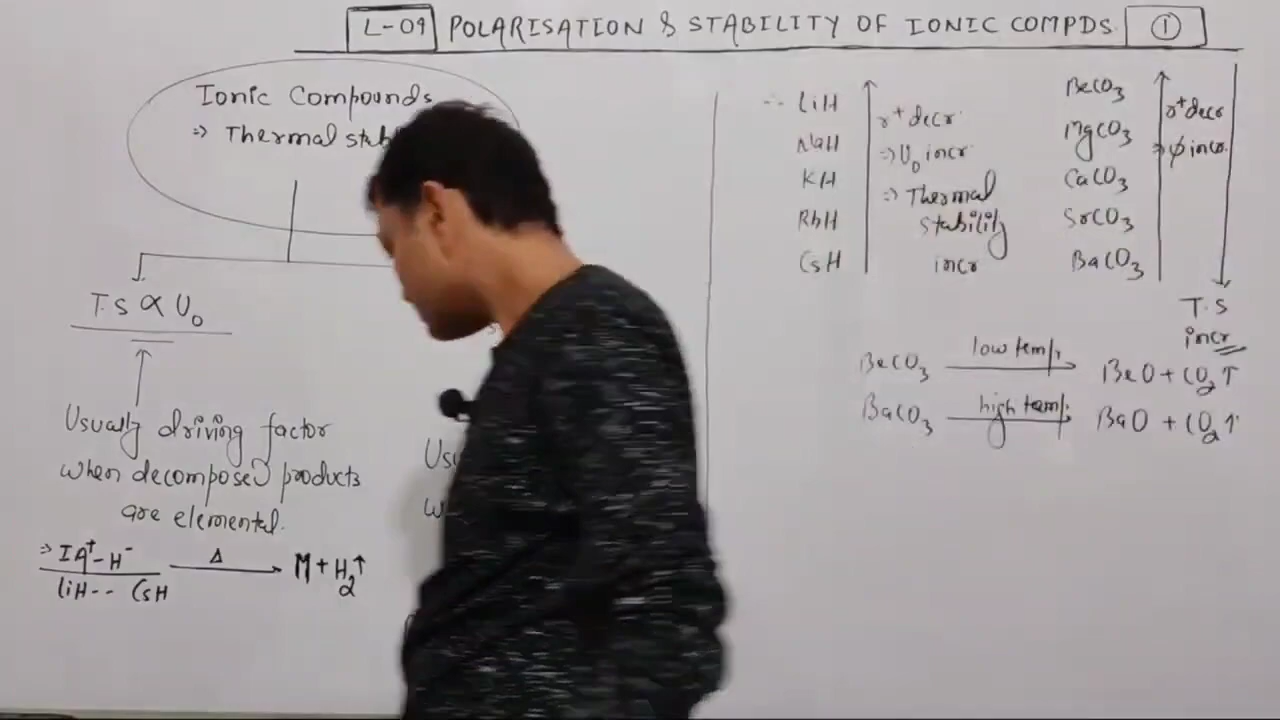 L-09 POLARISATION & STABILITY OF IONIC COMPDS. ①
Ionic Compounds
⇒ Thermal stab
T.S ∝ U₀
Usually driving factor
when decomposed products
are elemental.
⇒ IA⁺-H⁻ Δ M + H₂↑
LiH-- CsH
∴ LiH
NaH
KH
RbH
CsH
r⁺ decr.
⇒ U₀ incr
⇒ Thermal
stability
incr
BeCO₃
MgCO₃
CaCO₃
SrCO₃
BaCO₃
r⁺ decr
⇒ φ incr.
T.S
incr
BeCO₃ low temp. BeO + CO₂↑
BaCO₃ high temp. BaO + CO₂↑